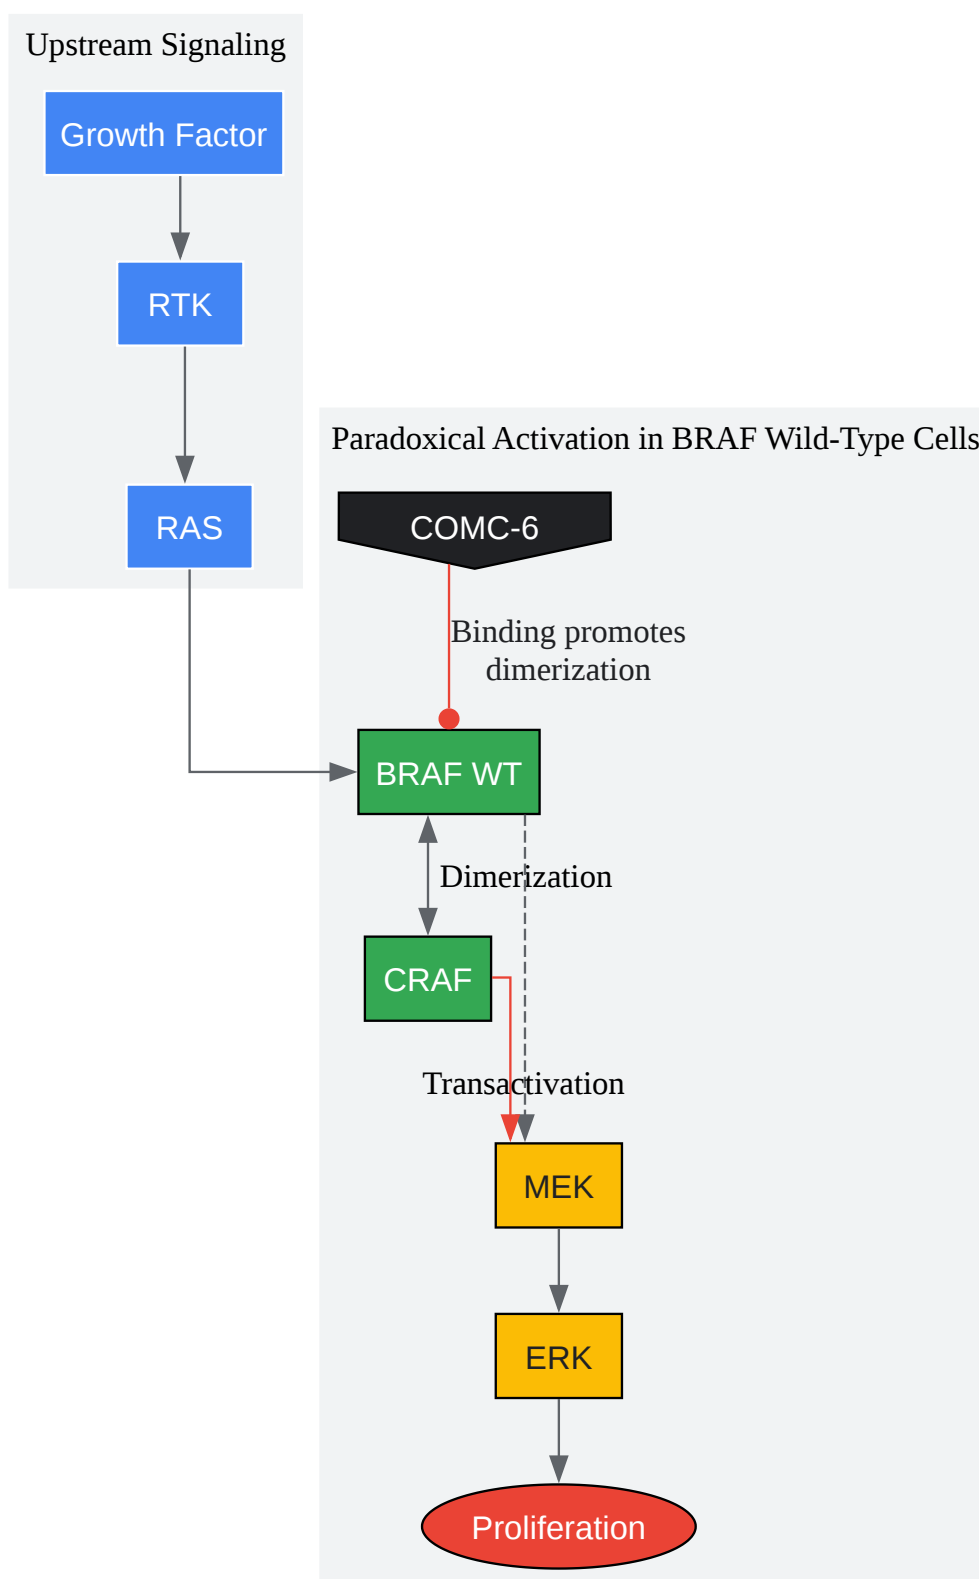 Upstream Signaling
Growth Factor
RTK
RAS
Paradoxical Activation in BRAF Wild-Type Cells
COMC-6
Binding promotes
dimerization
BRAF WT
Dimerization
CRAF
Transactivation
MEK
ERK
Proliferation